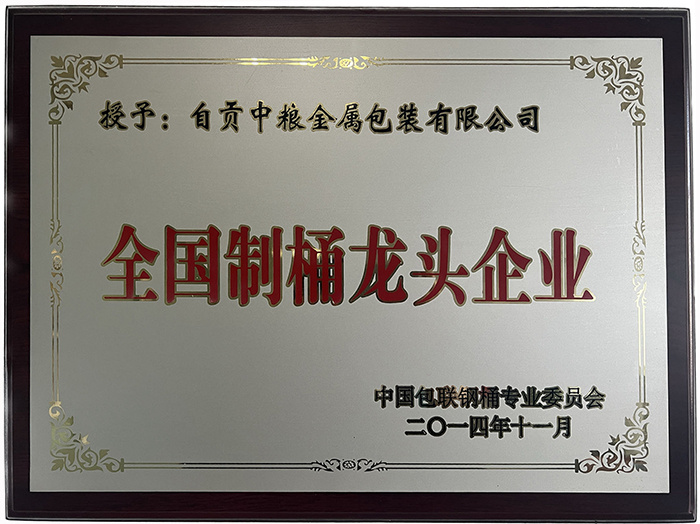 授予：自贡中粮金属包装有限公司
全国制桶龙头企业
中国包联钢桶专业委员会
二〇一四年十一月